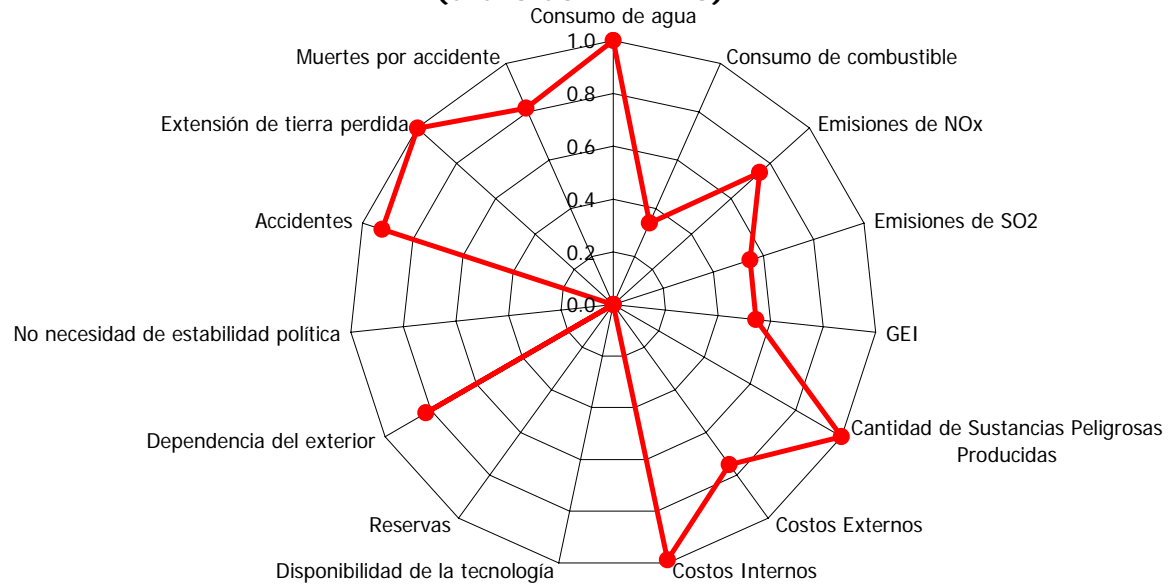 Consumo de agua
Consumo de combustible
Emisiones de NOx
Emisiones de SO2
GEI
Cantidad de Sustancias Peligrosas
Producidas
Costos Externos
Costos Internos
Disponibilidad de la tecnología
Reservas
Dependencia del exterior
No necesidad de estabilidad política
Accidentes
Extensión de tierra perdida
Muertes por accidente
1.0
0.8
0.6
0.4
0.2
0.0